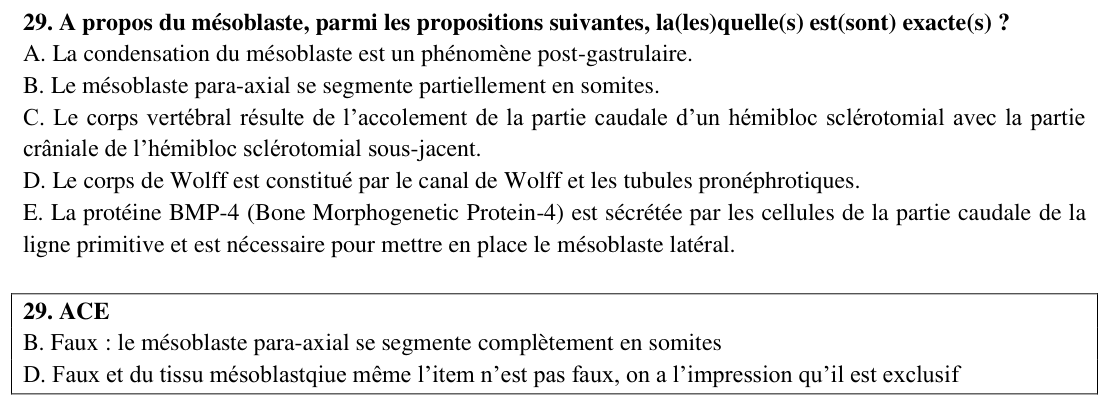 29. A propos du mésoblaste, parmi les propositions suivantes, la(les)quelle(s) est(sont) exacte(s) ?
A. La condensation du mésoblaste est un phénomène post-gastrulaire.
B. Le mésoblaste para-axial se segmente partiellement en somites.
C. Le corps vertébral résulte de l'accolement de la partie caudale d'un hémibloc sclérotomial avec la partie
crâniale de l'hémibloc sclérotomial sous-jacent.
D. Le corps de Wolff est constitué par le canal de Wolff et les tubules pronéphrotiques.
E. La protéine BMP-4 (Bone Morphogenetic Protein-4) est sécrétée par les cellules de la partie caudale de la
ligne primitive et est nécessaire pour mettre en place le mésoblaste latéral.
29. ACE
B. Faux : le mésoblaste para-axial se segmente complètement en somites
D. Faux et du tissu mésoblastqiue même l'item n'est pas faux, on a l'impression qu'il est exclusif